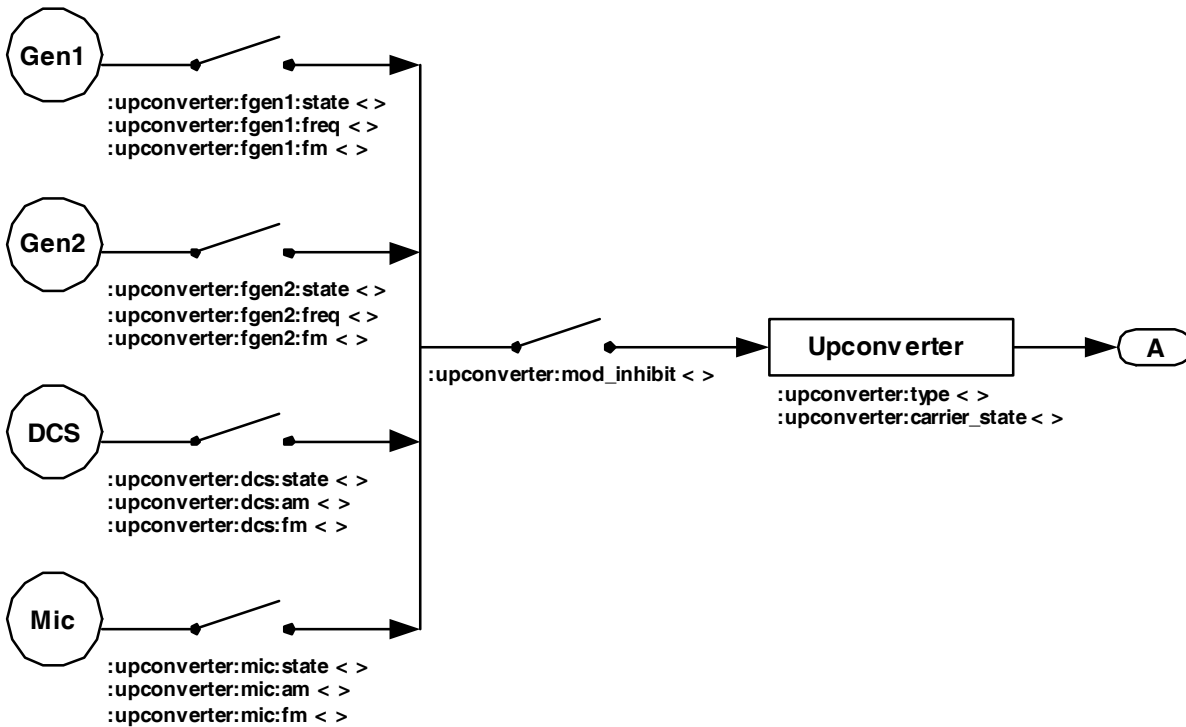 Gen1
:upconverter:fgen1:state < >
:upconverter:fgen1:freq < >
:upconverter:fgen1:fm < >
Gen2
:upconverter:fgen2:state < >
:upconverter:fgen2:freq < >
:upconverter:fgen2:fm < >
:upconverter:mod_inhibit < >
Upconverter
:upconverter:type < >
:upconverter:carrier_state < >
A
DCS
:upconverter:dcs:state < >
:upconverter:dcs:am < >
:upconverter:dcs:fm < >
Mic
:upconverter:mic:state < >
:upconverter:mic:am < >
:upconverter:mic:fm < >